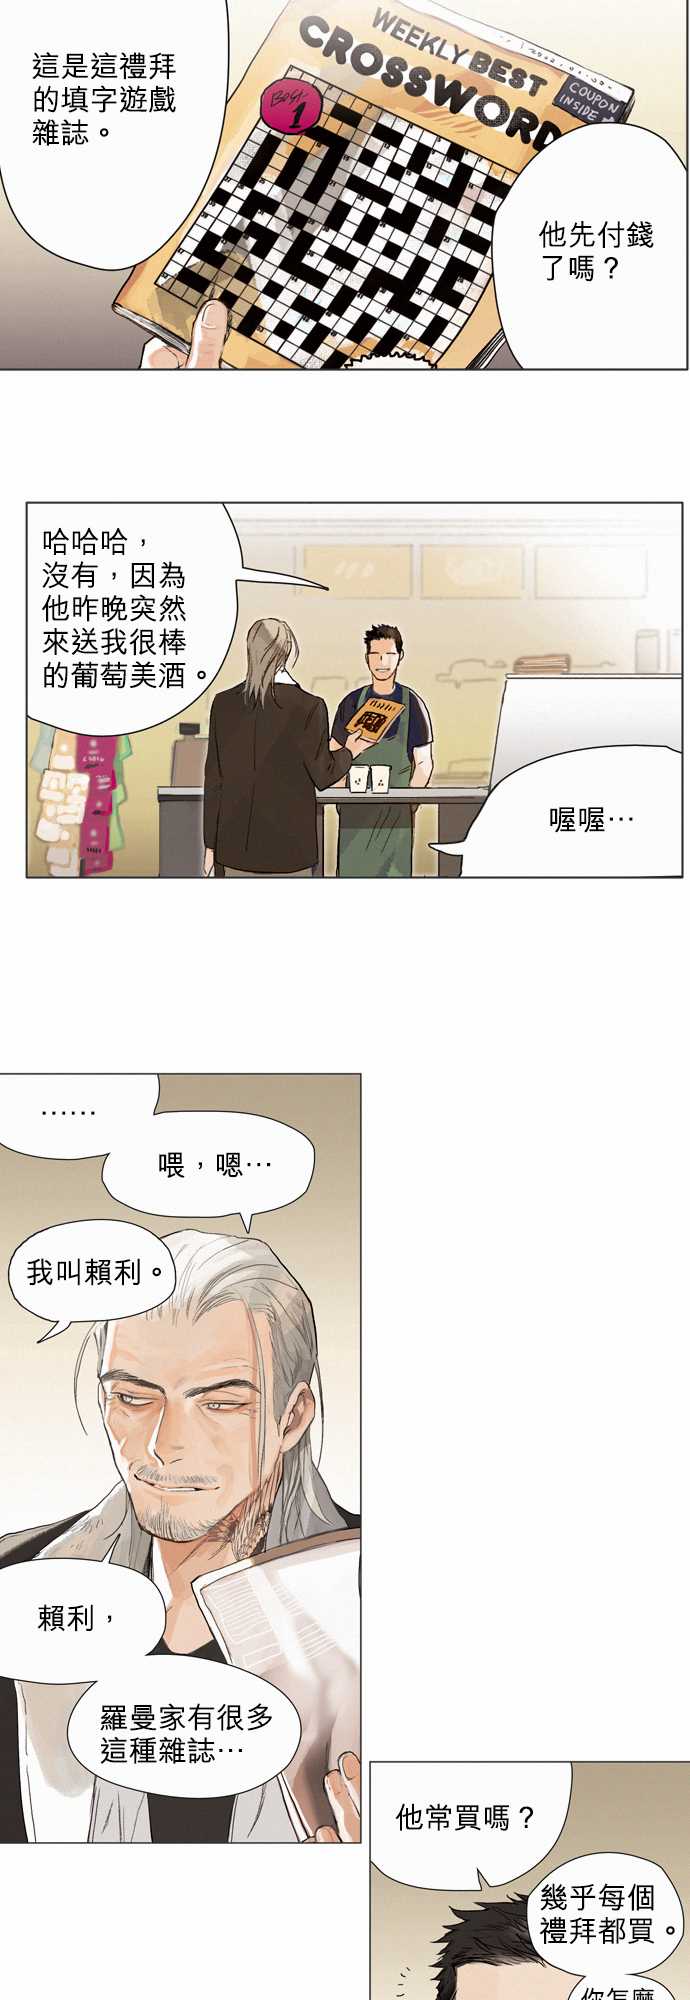 這是這禮拜
的填字遊戲
雜誌。
WEEKLY BEST
CROSSWORD
COUPON
INSIDE +
Best
1
他先付錢
了嗎？
哈哈哈，
沒有，因為
他昨晚突然
來送我很棒
的葡萄美酒。
喔喔…
……
喂，嗯…
我叫賴利。
賴利，
羅曼家有很多
這種雜誌…
他常買嗎？
幾乎每個
禮拜都買。
你怎麼